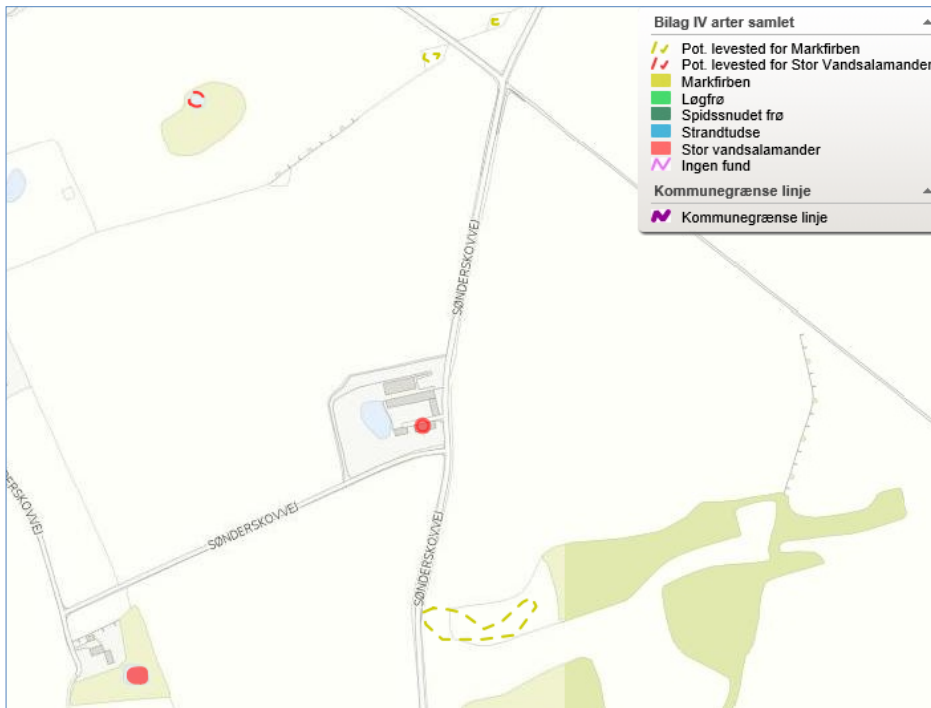 Bilag IV arter samlet
Pot. levested for Markfirben
Pot. levested for Stor Vandsalamander
Markfirben
Løgfrø
Spidssnudet frø
Strandtudse
Stor vandsalamander
Ingen fund
Kommunegrænse linje
Kommunegrænse linje
SØNDERSKOVVEJ
DERSKOVVEJ
SØNDERSKOVVEJ
SØNDERSKOVVEJ